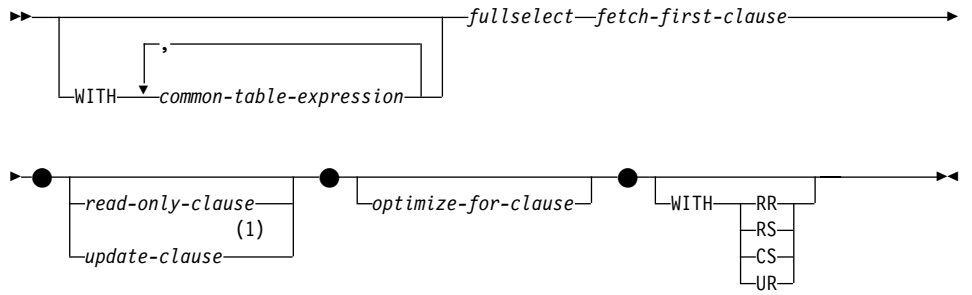 fullselect fetch-first-clause
,
WITH common-table-expression
read-only-clause optimize-for-clause WITH RR
(1) RS
update-clause CS
UR